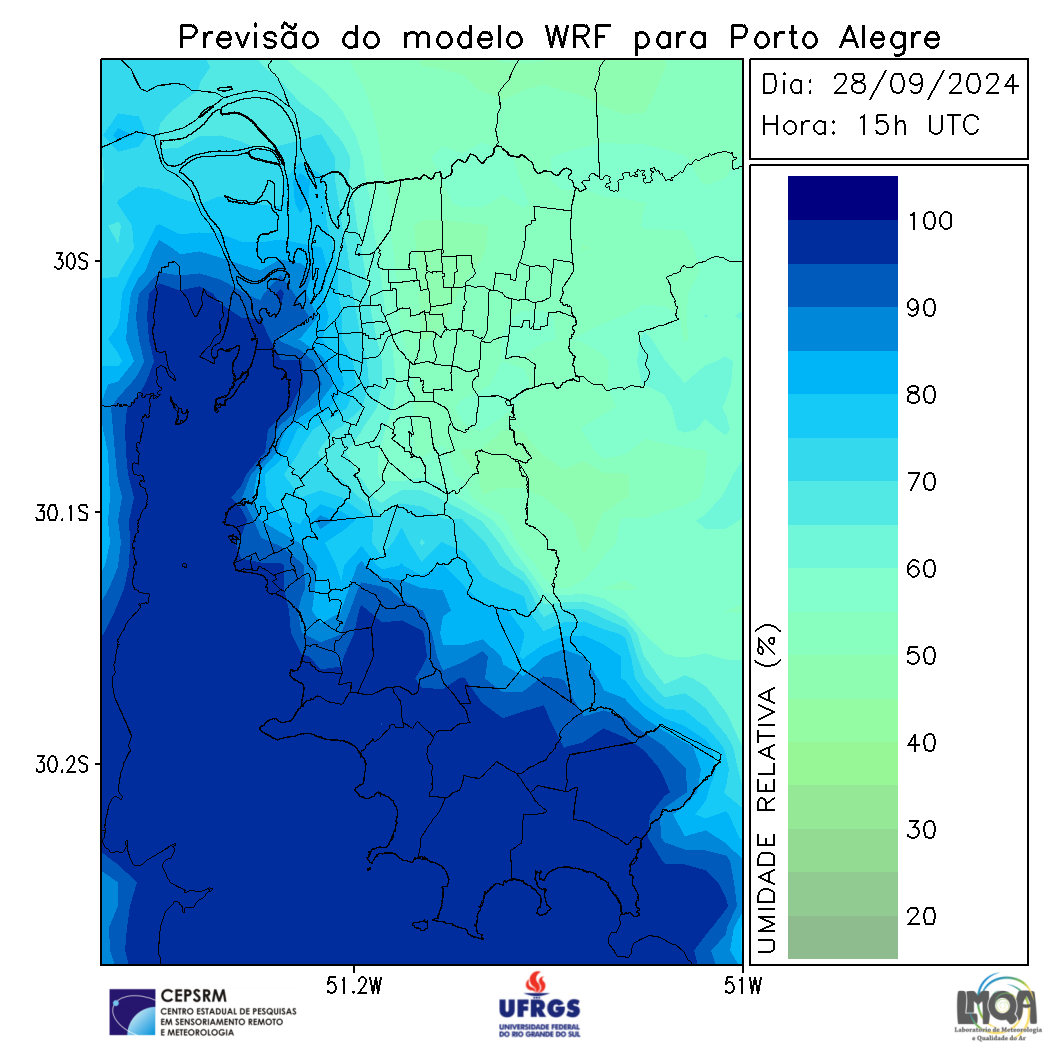 Previsão do modelo WRF para Porto Alegre
Dia: 28/09/2024
Hora: 15h UTC
100
90
80
70
60
50
40
30
20
UMIDADE RELATIVA (%)
30S
30.1S
30.2S
51.2W
51W
CEPSRM
CENTRO ESTADUAL DE PESQUISAS
EM SENSORIAMENTO REMOTO
E METEOROLOGIA
UFRGS
UNIVERSIDADE FEDERAL
DO RIO GRANDE DO SUL
LMQA
Laboratório de Meteorologia
e Qualidade do Ar